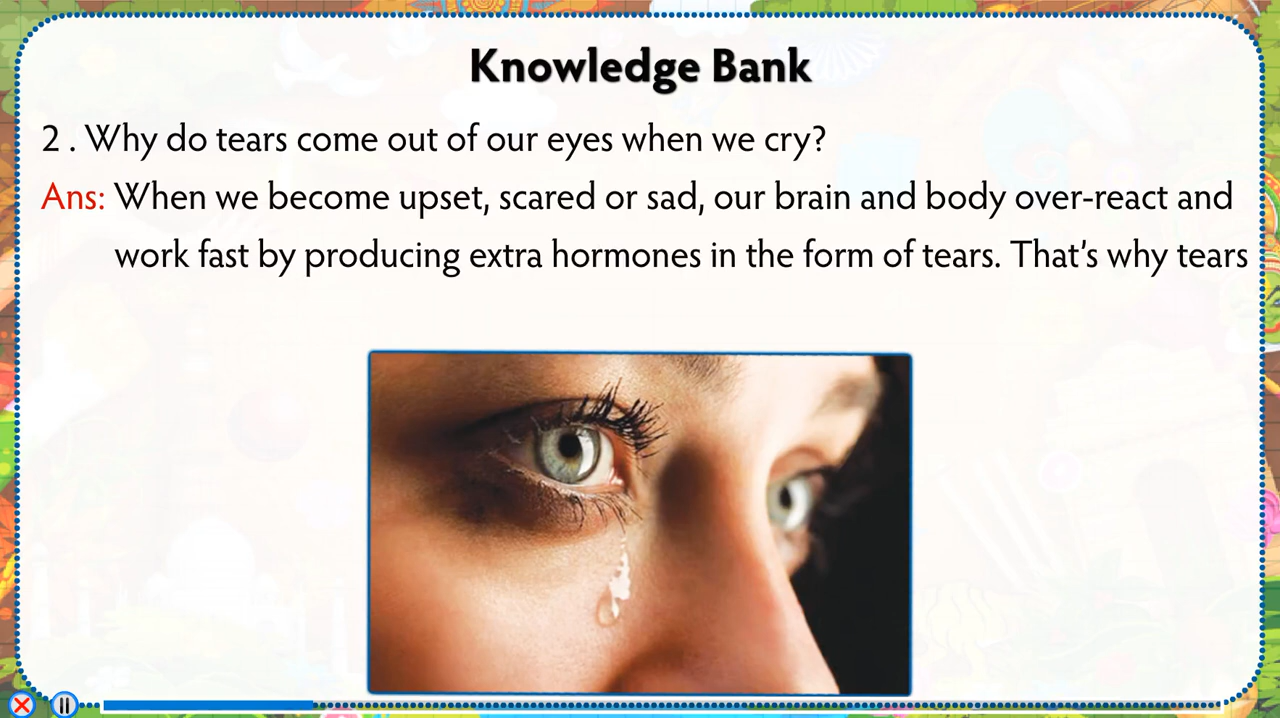 Knowledge Bank
2 . Why do tears come out of our eyes when we cry?
Ans: When we become upset, scared or sad, our brain and body over-react and
work fast by producing extra hormones in the form of tears. That's why tears